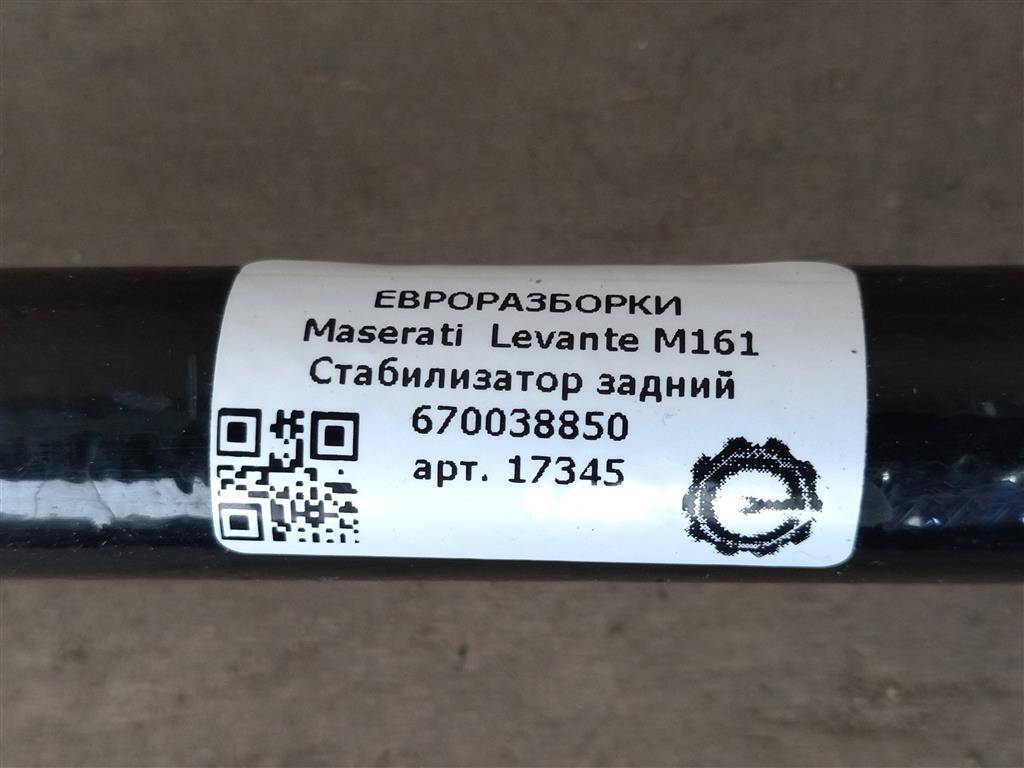 ЕВРОРАЗБОРКИ
Maserati Levante M161
Стабилизатор задний
670038850
арт. 17345